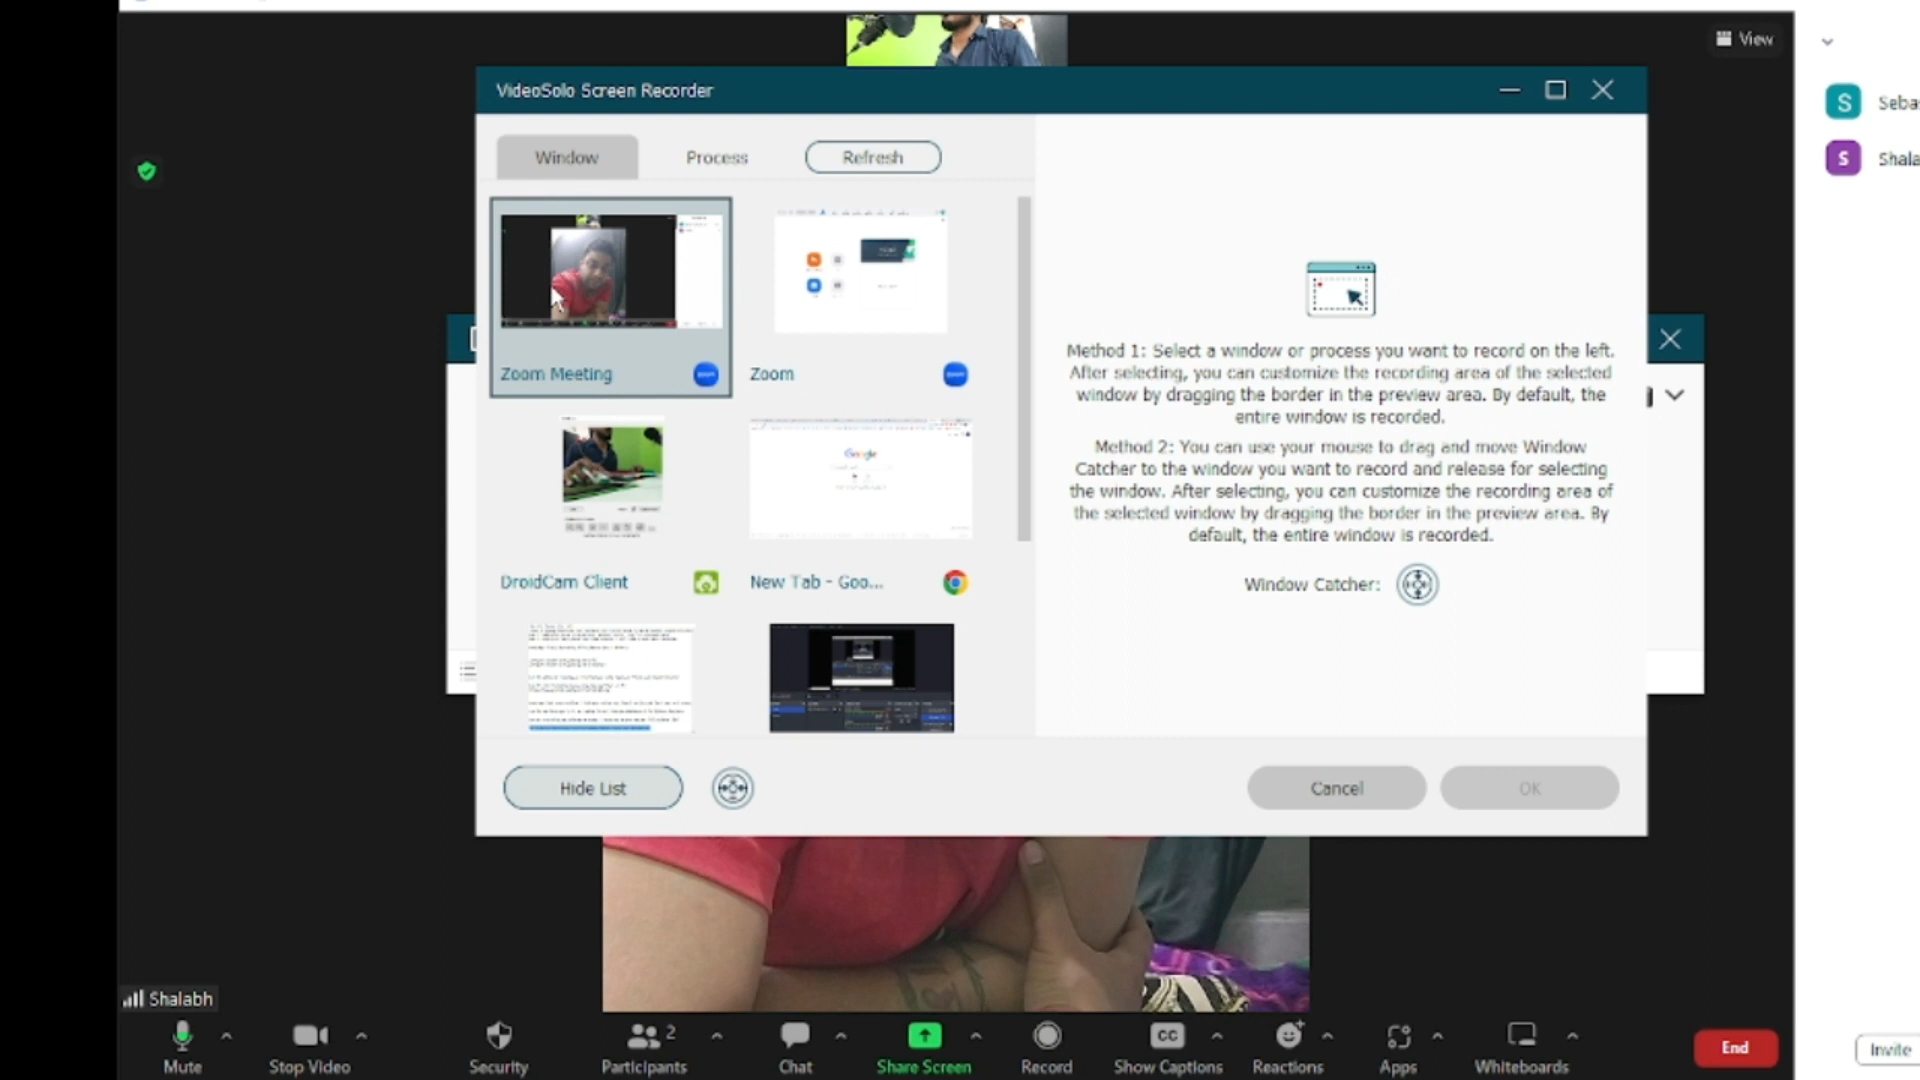 View
VideoSolo Screen Recorder
S Seba
Window
Process
Refresh
S Shala
Zoom Meeting
zoom
Zoom
zoom
Google
DroidCam Client
New Tab - Goo...
Method 1: Select a window or process you want to record on the left.
After selecting, you can customize the recording area of the selected
window by dragging the border in the preview area. By default, the
entire window is recorded.
Method 2: You can use your mouse to drag and move Window
Catcher to the window you want to record and release for selecting
the window. After selecting, you can customize the recording area of
the selected window by dragging the border in the preview area. By
default, the entire window is recorded.
Window Catcher:
Hide List
Cancel
OK
Shalabh
Mute
Stop Video
Security
Participants
2
Chat
Share Screen
Record
CC
Show Captions
Reactions
Apps
Whiteboards
End
Invite